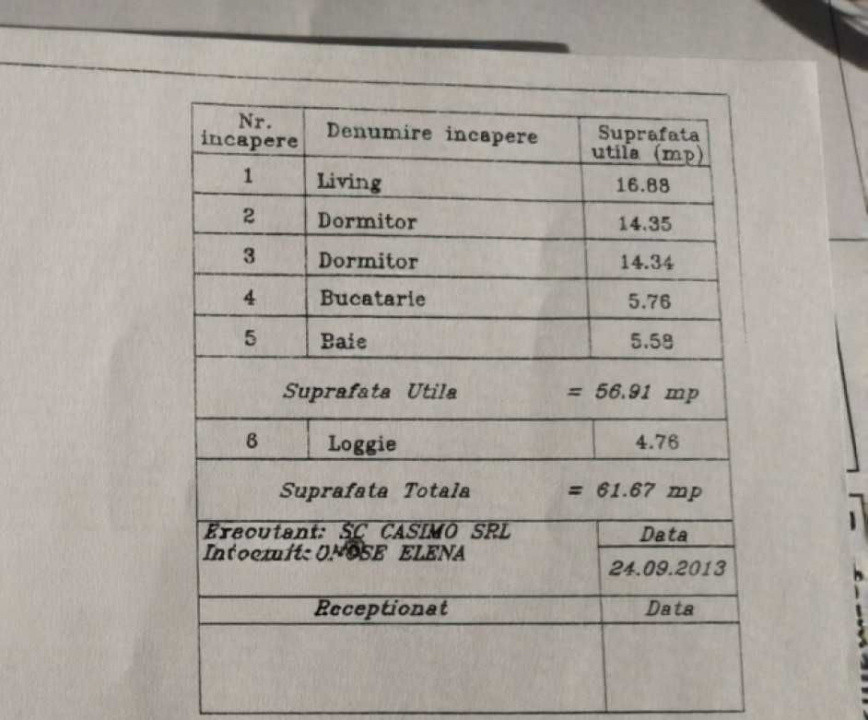 Nr. incapere Denumire incapere Suprafata utila (mp)
1 Living 16.88
2 Dormitor 14.35
3 Dormitor 14.34
4 Bucatarie 5.76
5 Baie 5.58
Suprafata Utila = 56.91 mp
6 Loggie 4.76
Suprafata Totala = 61.67 mp
Executant: SC CASIMO SRL Data
Intocmit: ELENA
24.09.2013
Receptionat Data